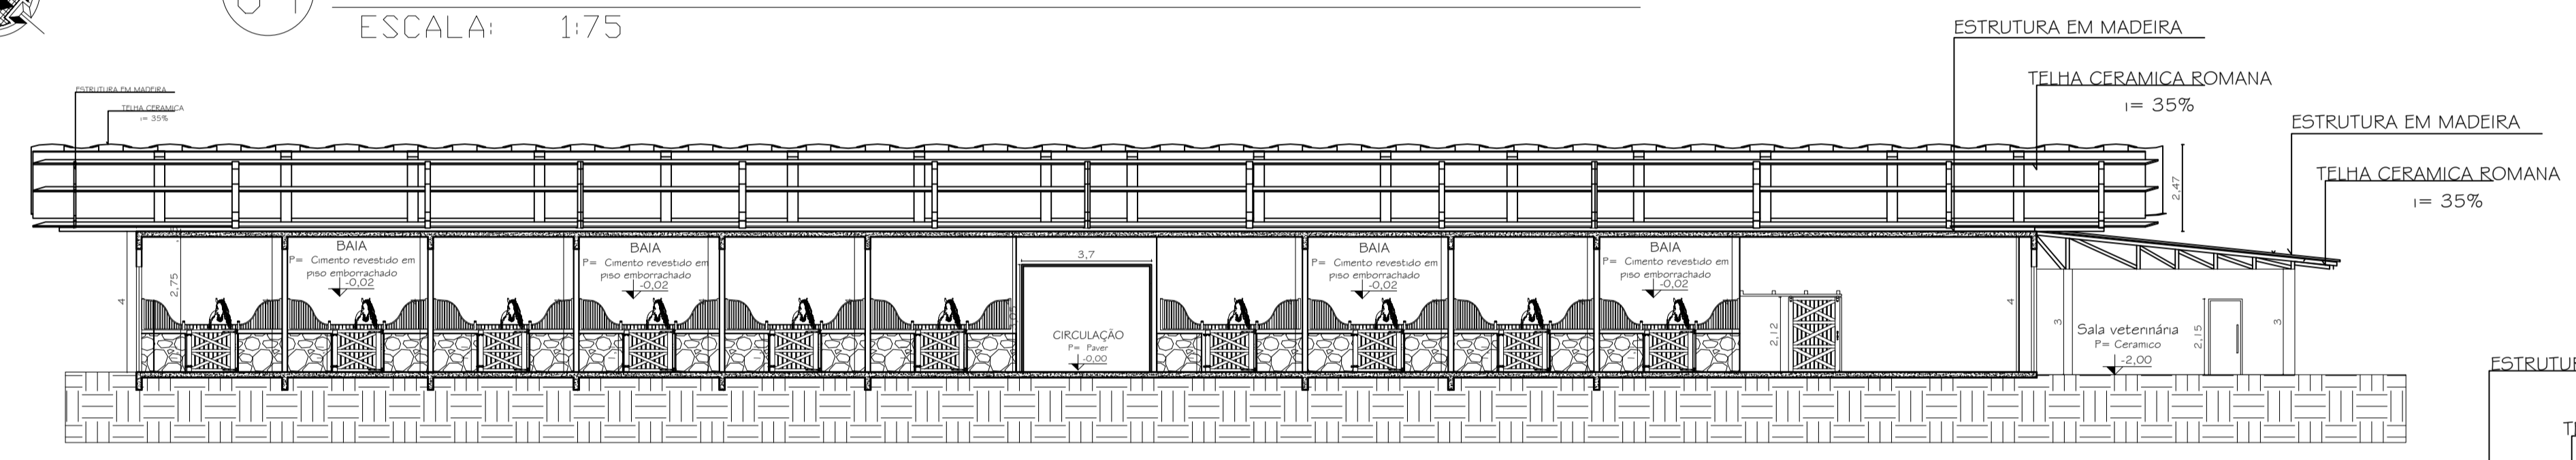 ESCALA: 1:75
ESTRUTURA EM MADEIRA
TELHA CERAMICA ROMANA
i= 35%
ESTRUTURA EM MADEIRA
TELHA CERAMICA ROMANA
i= 35%
ESTRUTURA EM MADEIRA
TELHA CERAMICA
i= 35%
2,47
BAIA
P= Cimento revestido em
piso emborrachado
-0,02
BAIA
P= Cimento revestido em
piso emborrachado
-0,02
3,7
BAIA
P= Cimento revestido em
piso emborrachado
-0,02
BAIA
P= Cimento revestido em
piso emborrachado
-0,02
4
2,75
CIRCULAÇÃO
P= Paver
-0,00
2,12
4
3
Sala veterinária
P= Ceramico
-2,00
2,15
3